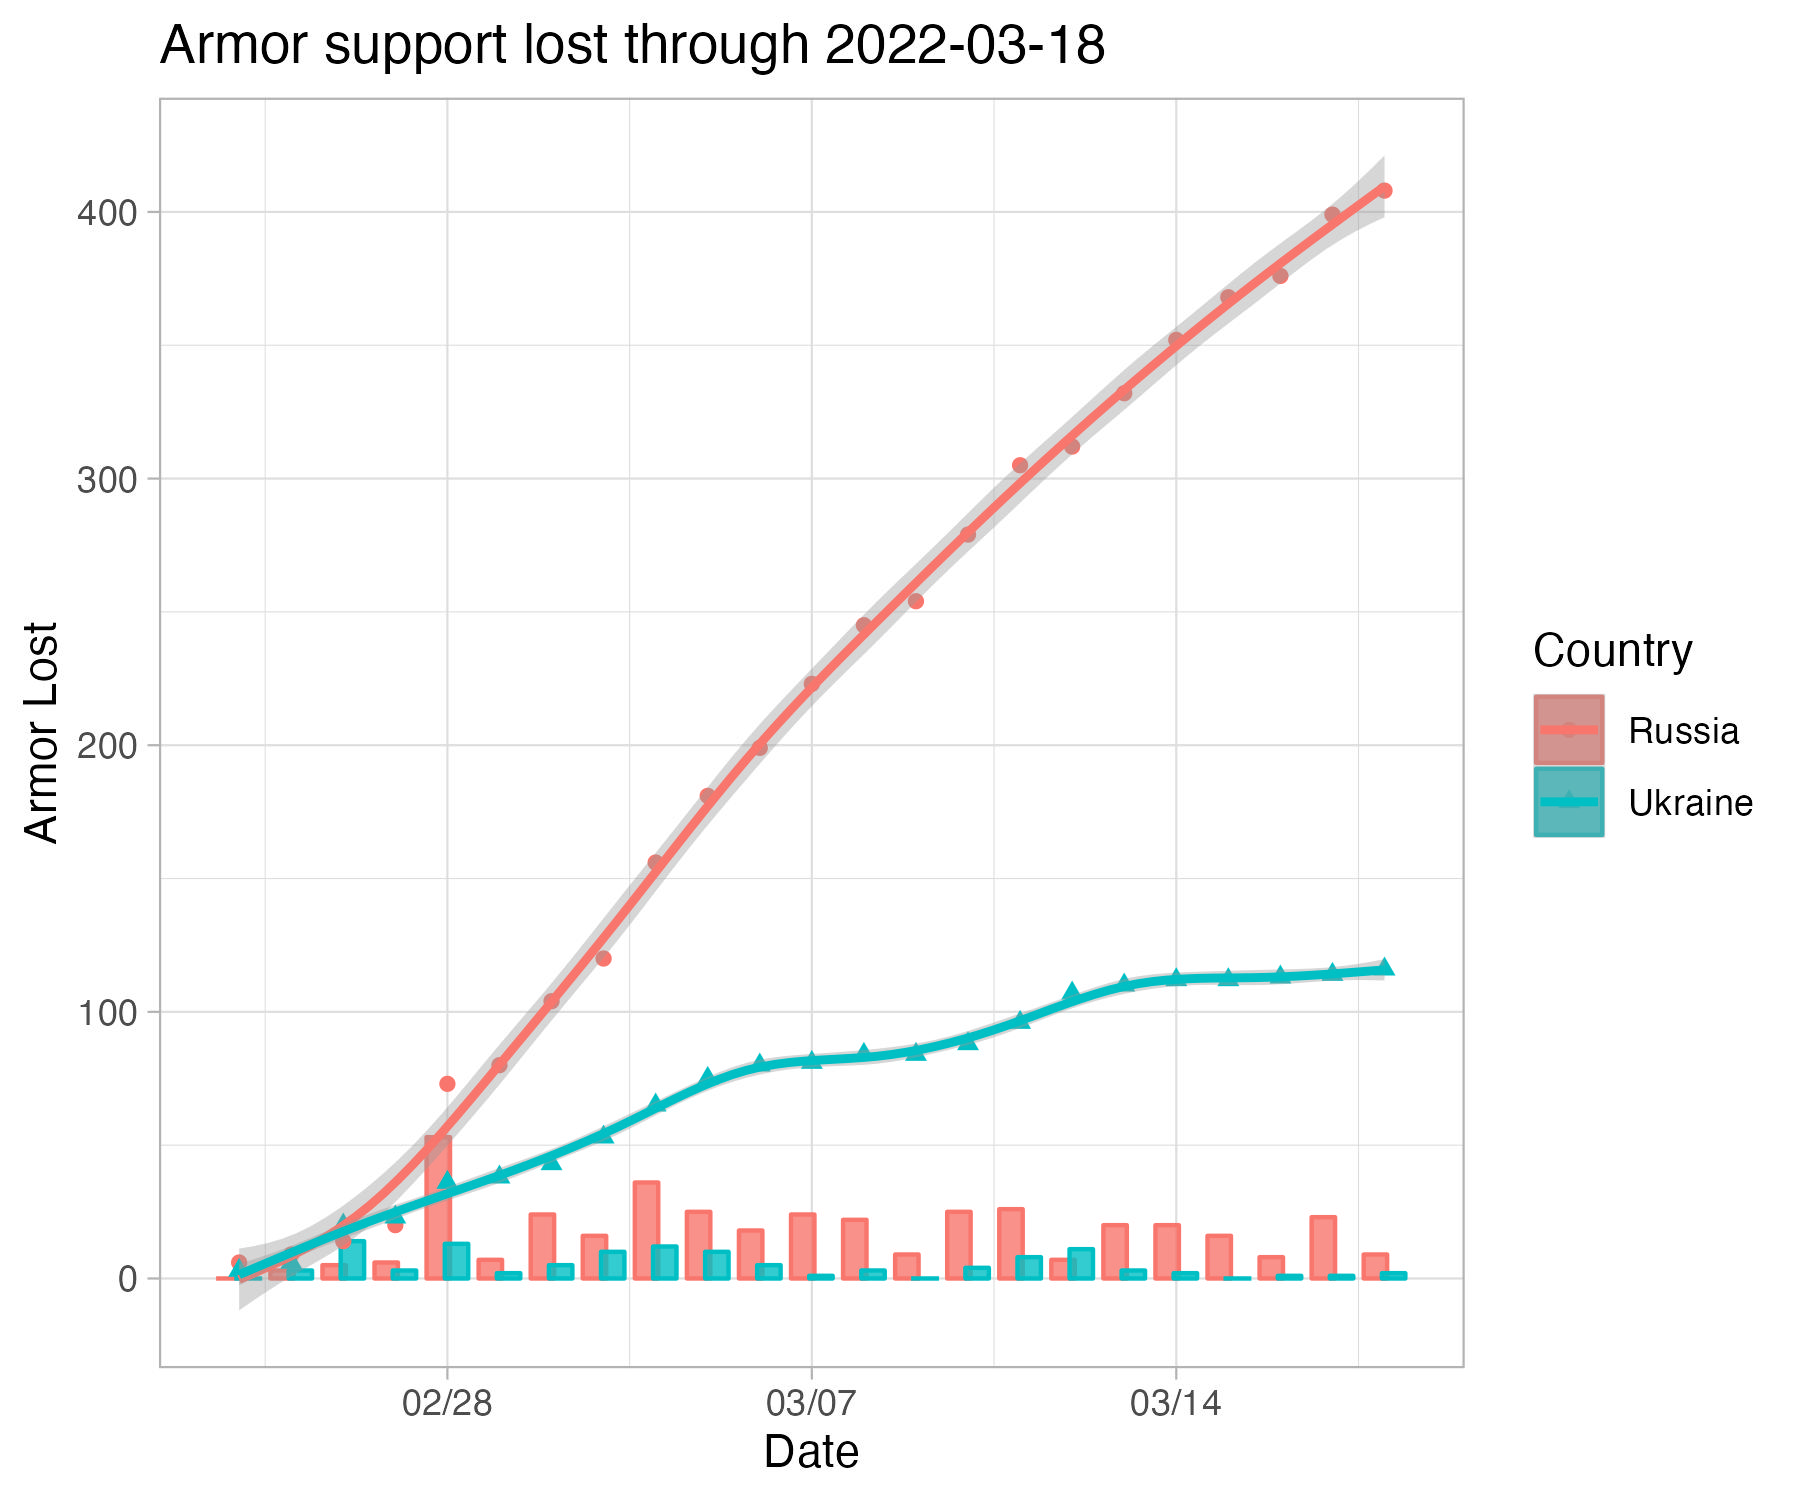 Armor support lost through 2022-03-18
Armor Lost
400
300
200
100
0
02/28
03/07
03/14
Date
Country
Russia
Ukraine